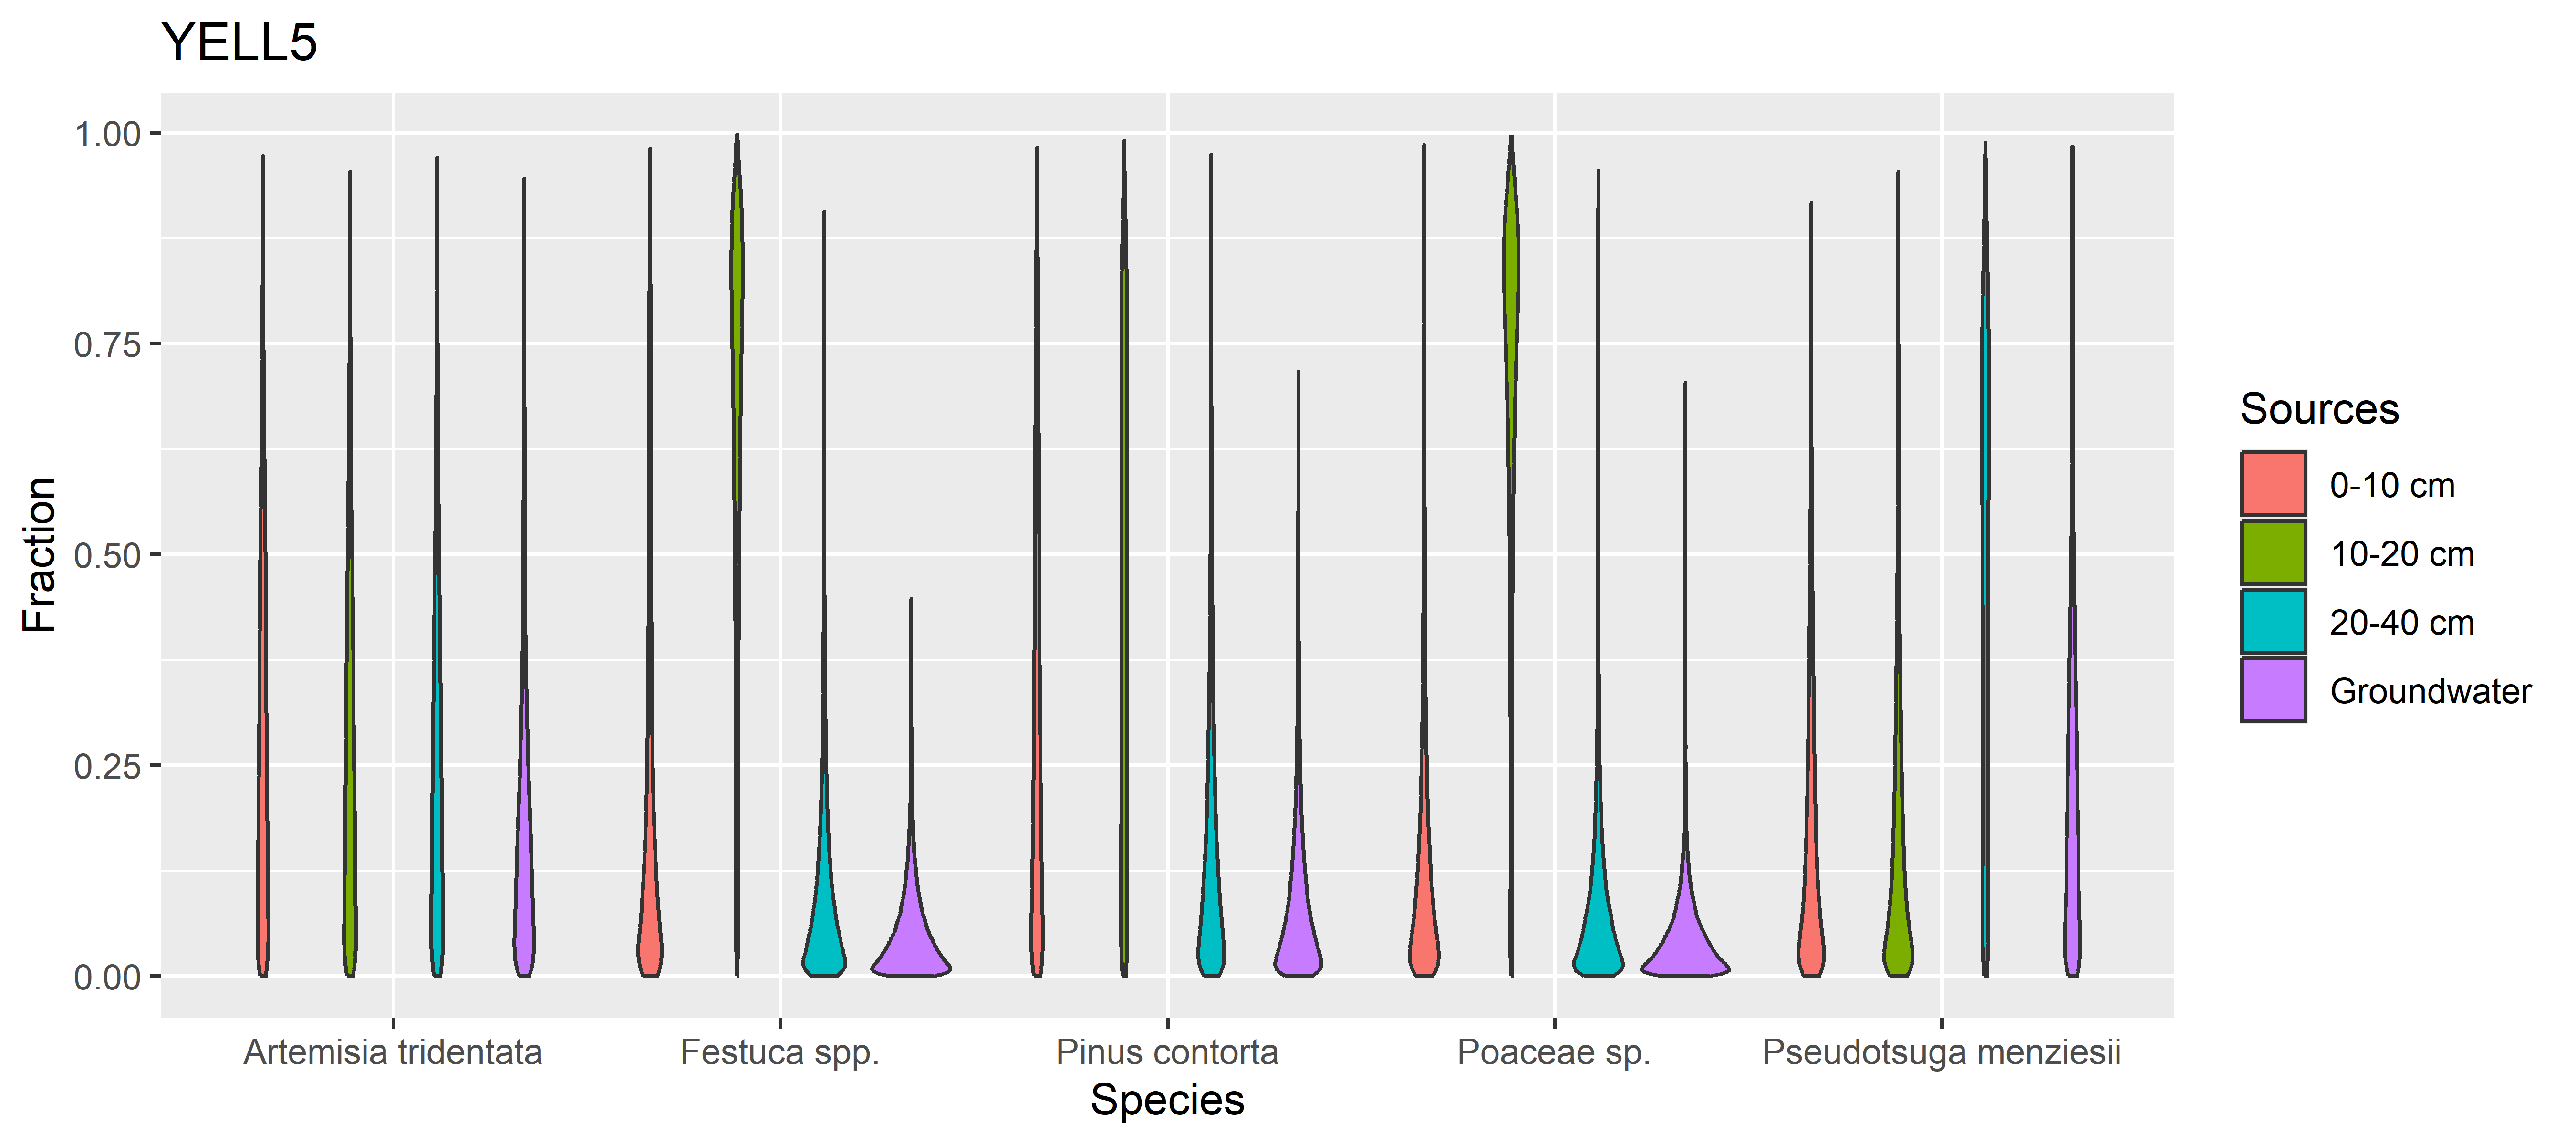 YELL5
Fraction
1.00
0.75
0.50
0.25
0.00
Artemisia tridentata
Festuca spp.
Pinus contorta
Poaceae sp.
Pseudotsuga menziesii
Species
Sources
0-10 cm
10-20 cm
20-40 cm
Groundwater